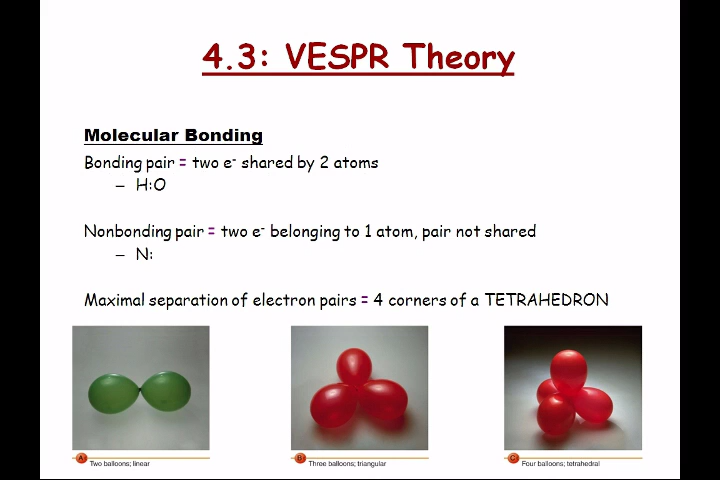 4.3: VESPR Theory
Molecular Bonding
Bonding pair = two e- shared by 2 atoms
– H:O
Nonbonding pair = two e- belonging to 1 atom, pair not shared
– N:
Maximal separation of electron pairs = 4 corners of a TETRAHEDRON
A Two balloons; linear
B Three balloons; triangular
C Four balloons; tetrahedral